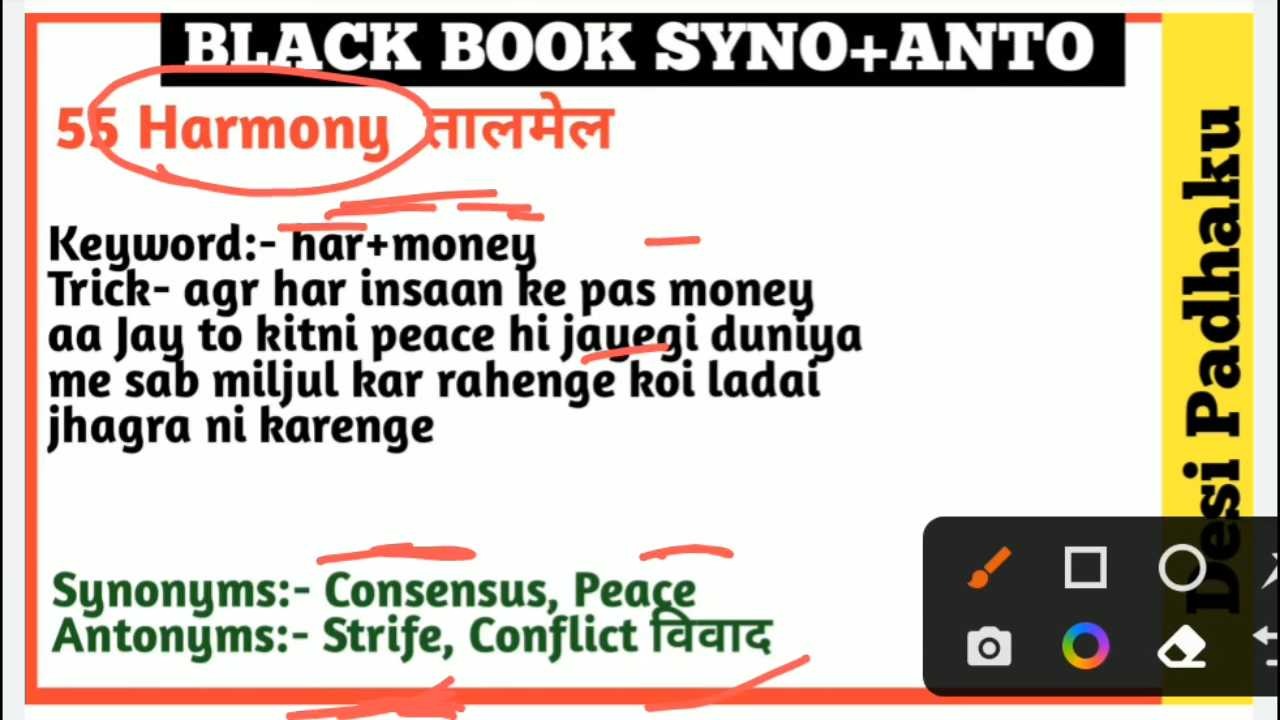 BLACK BOOK SYNO+ANTO
55 Harmony तालमेल
Keyword:- har+money
Trick- agr har insaan ke pas money
aa Jay to kitni peace hi jayegi duniya
me sab miljul kar rahenge koi ladai
jhagra ni karenge
Synonyms:- Consensus, Peace
Antonyms:- Strife, Conflict विवाद
Desi Padhaku